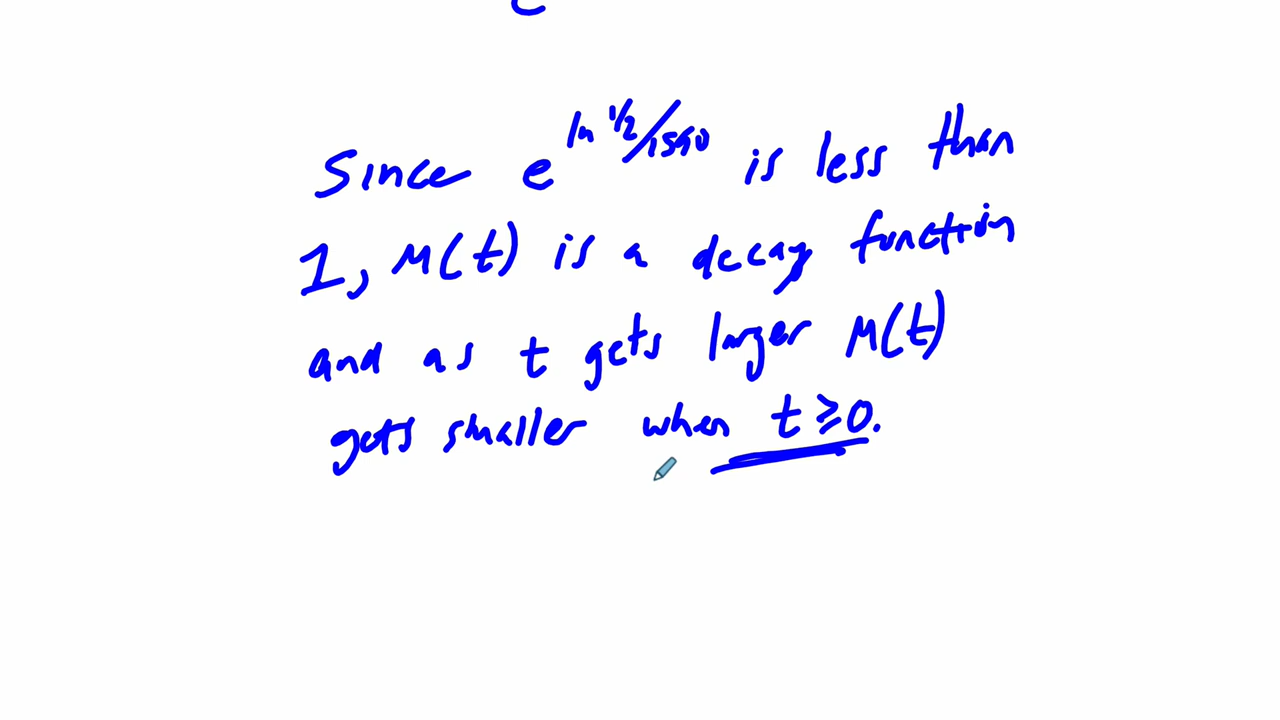 Since e^ln 1/2/1590 is less than
1, M(t) is a decay function
and as t gets larger M(t)
gets smaller when t ≥ 0.